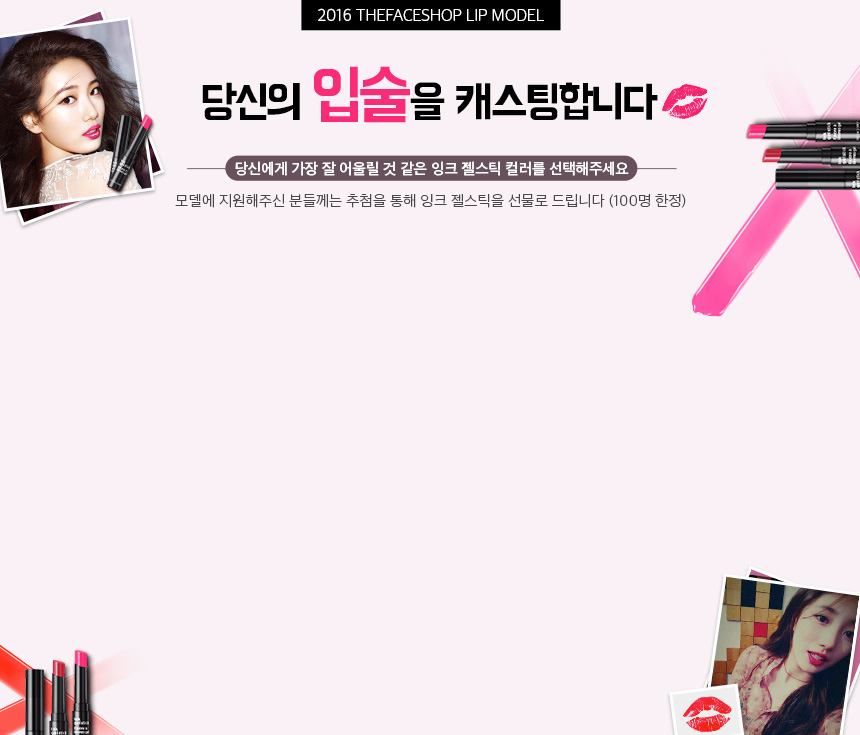 2016 THEFACESHOP LIP MODEL
당신의 입술을 캐스팅합니다
당신에게 가장 잘 어울릴 것 같은 잉크 젤스틱 컬러를 선택해주세요
모델에 지원해주신 분들께는 추첨을 통해 잉크 젤스틱을 선물로 드립니다 (100명 한정)